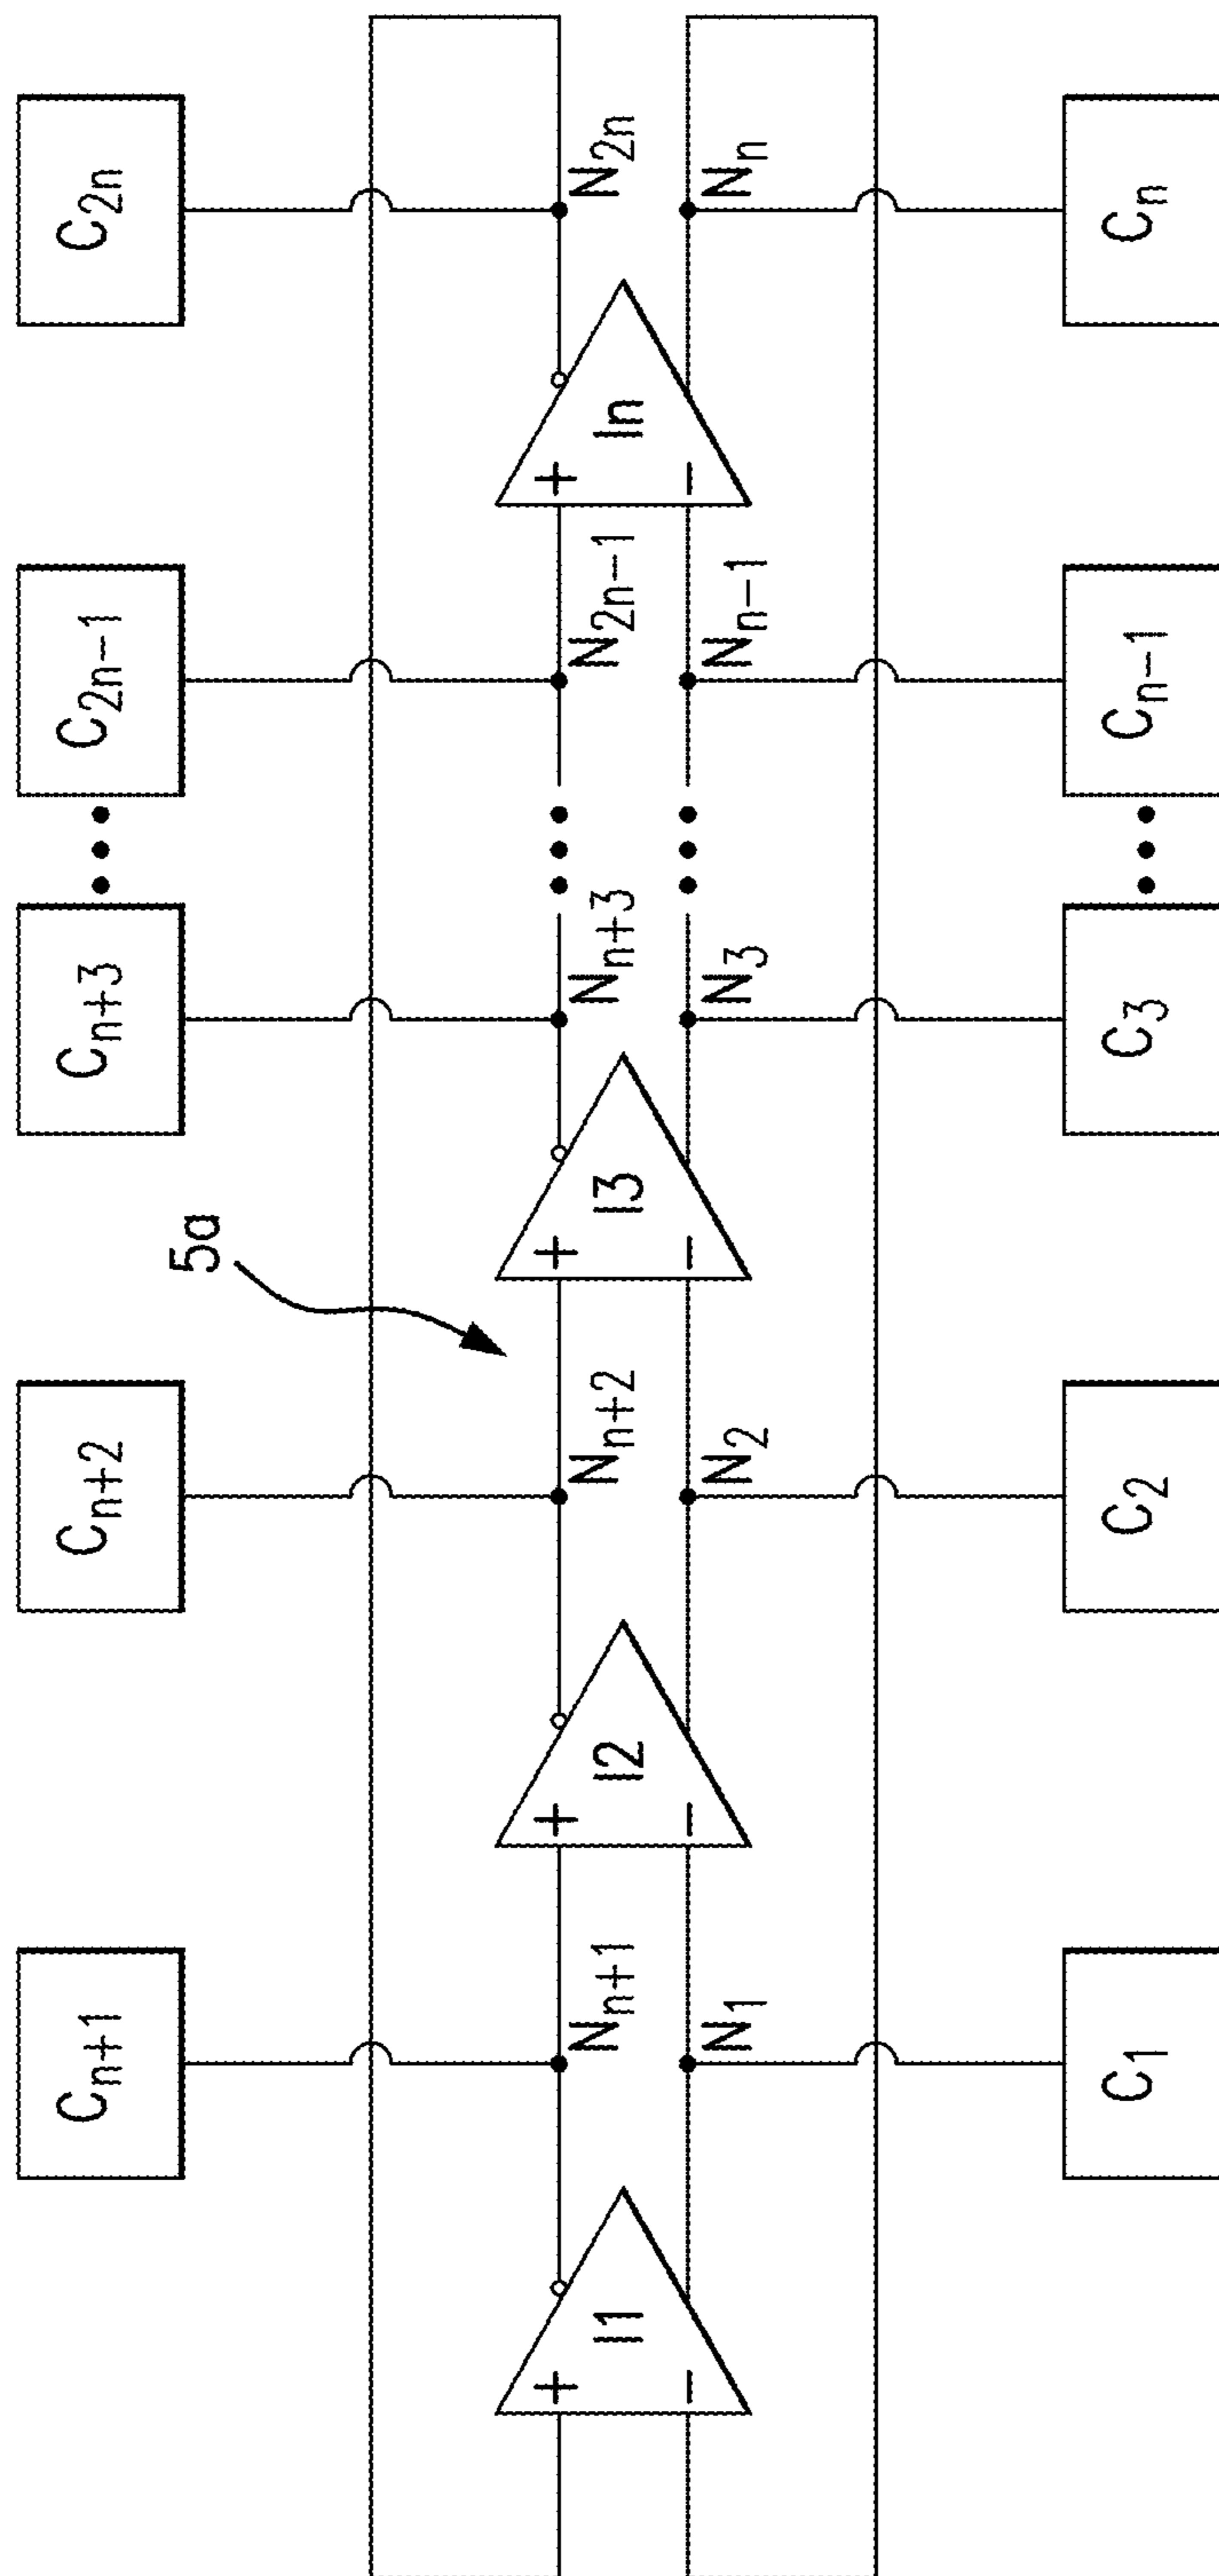 C1 C2 C3 Cn−1 Cn
N1 N2 N3 Nn−1 Nn
+ + + +
− − − −
I1 I2 I3 In
Nn+1 Nn+2 Nn+3 N2n−1 N2n
5a
Cn+1 Cn+2 Cn+3 C2n−1 C2n